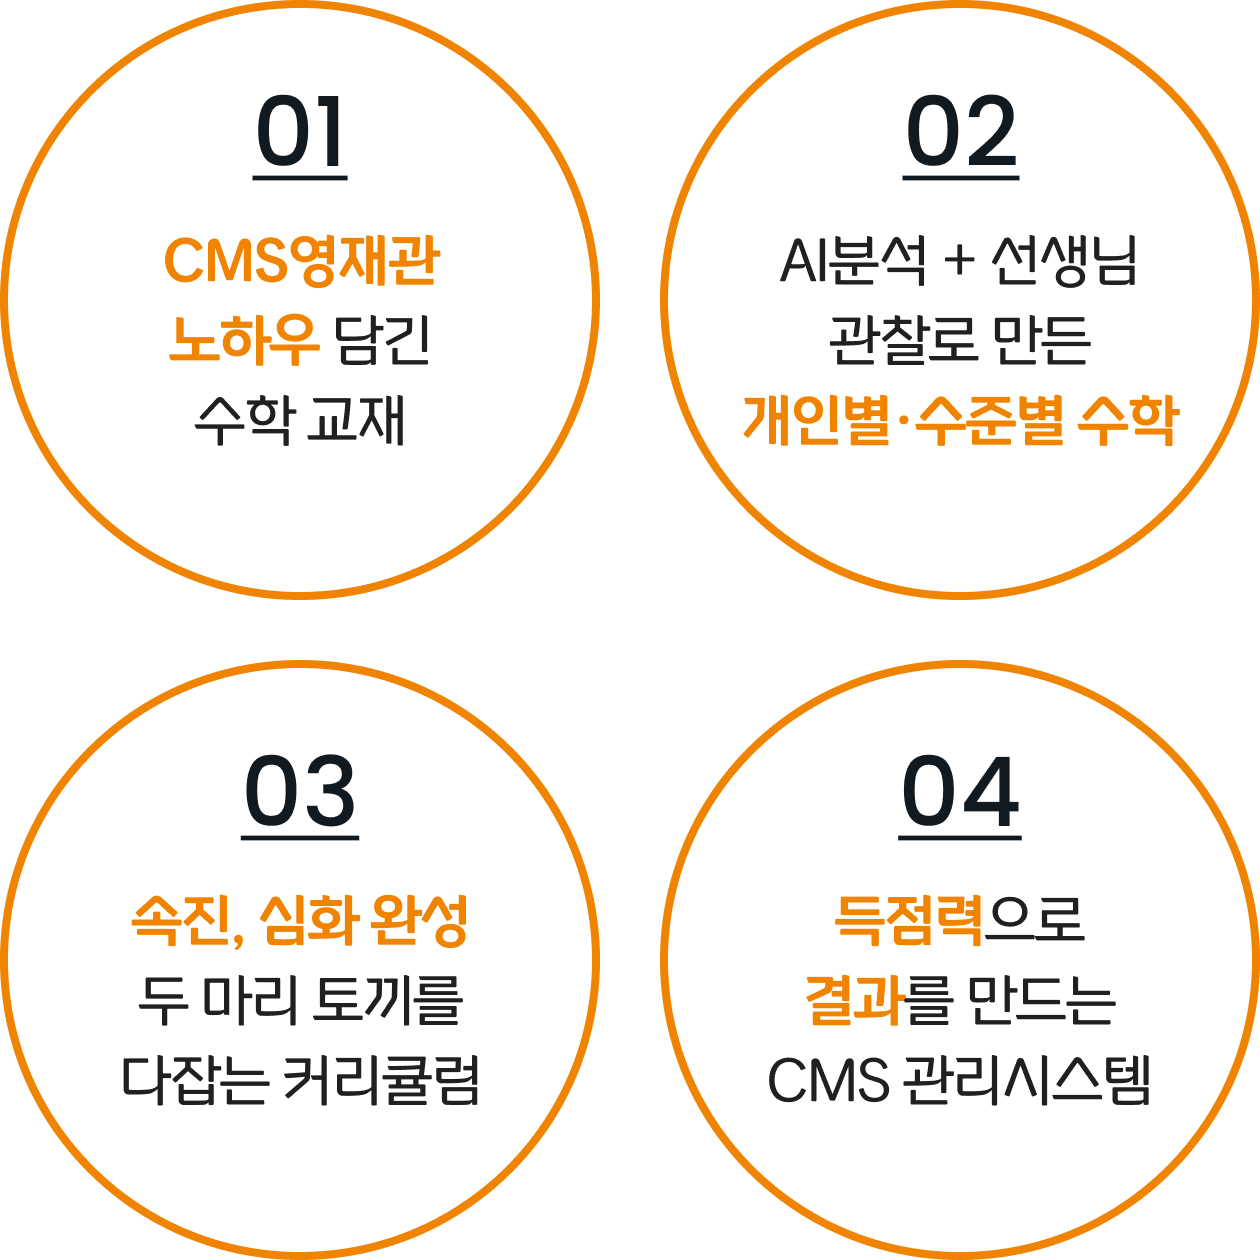 01
CMS영재관
노하우 담긴
수학 교재
02
AI분석 + 선생님
관찰로 만든
개인별·수준별 수학
03
속진, 심화 완성
두 마리 토끼를
다잡는 커리큘럼
04
득점력으로
결과를 만드는
CMS 관리시스템